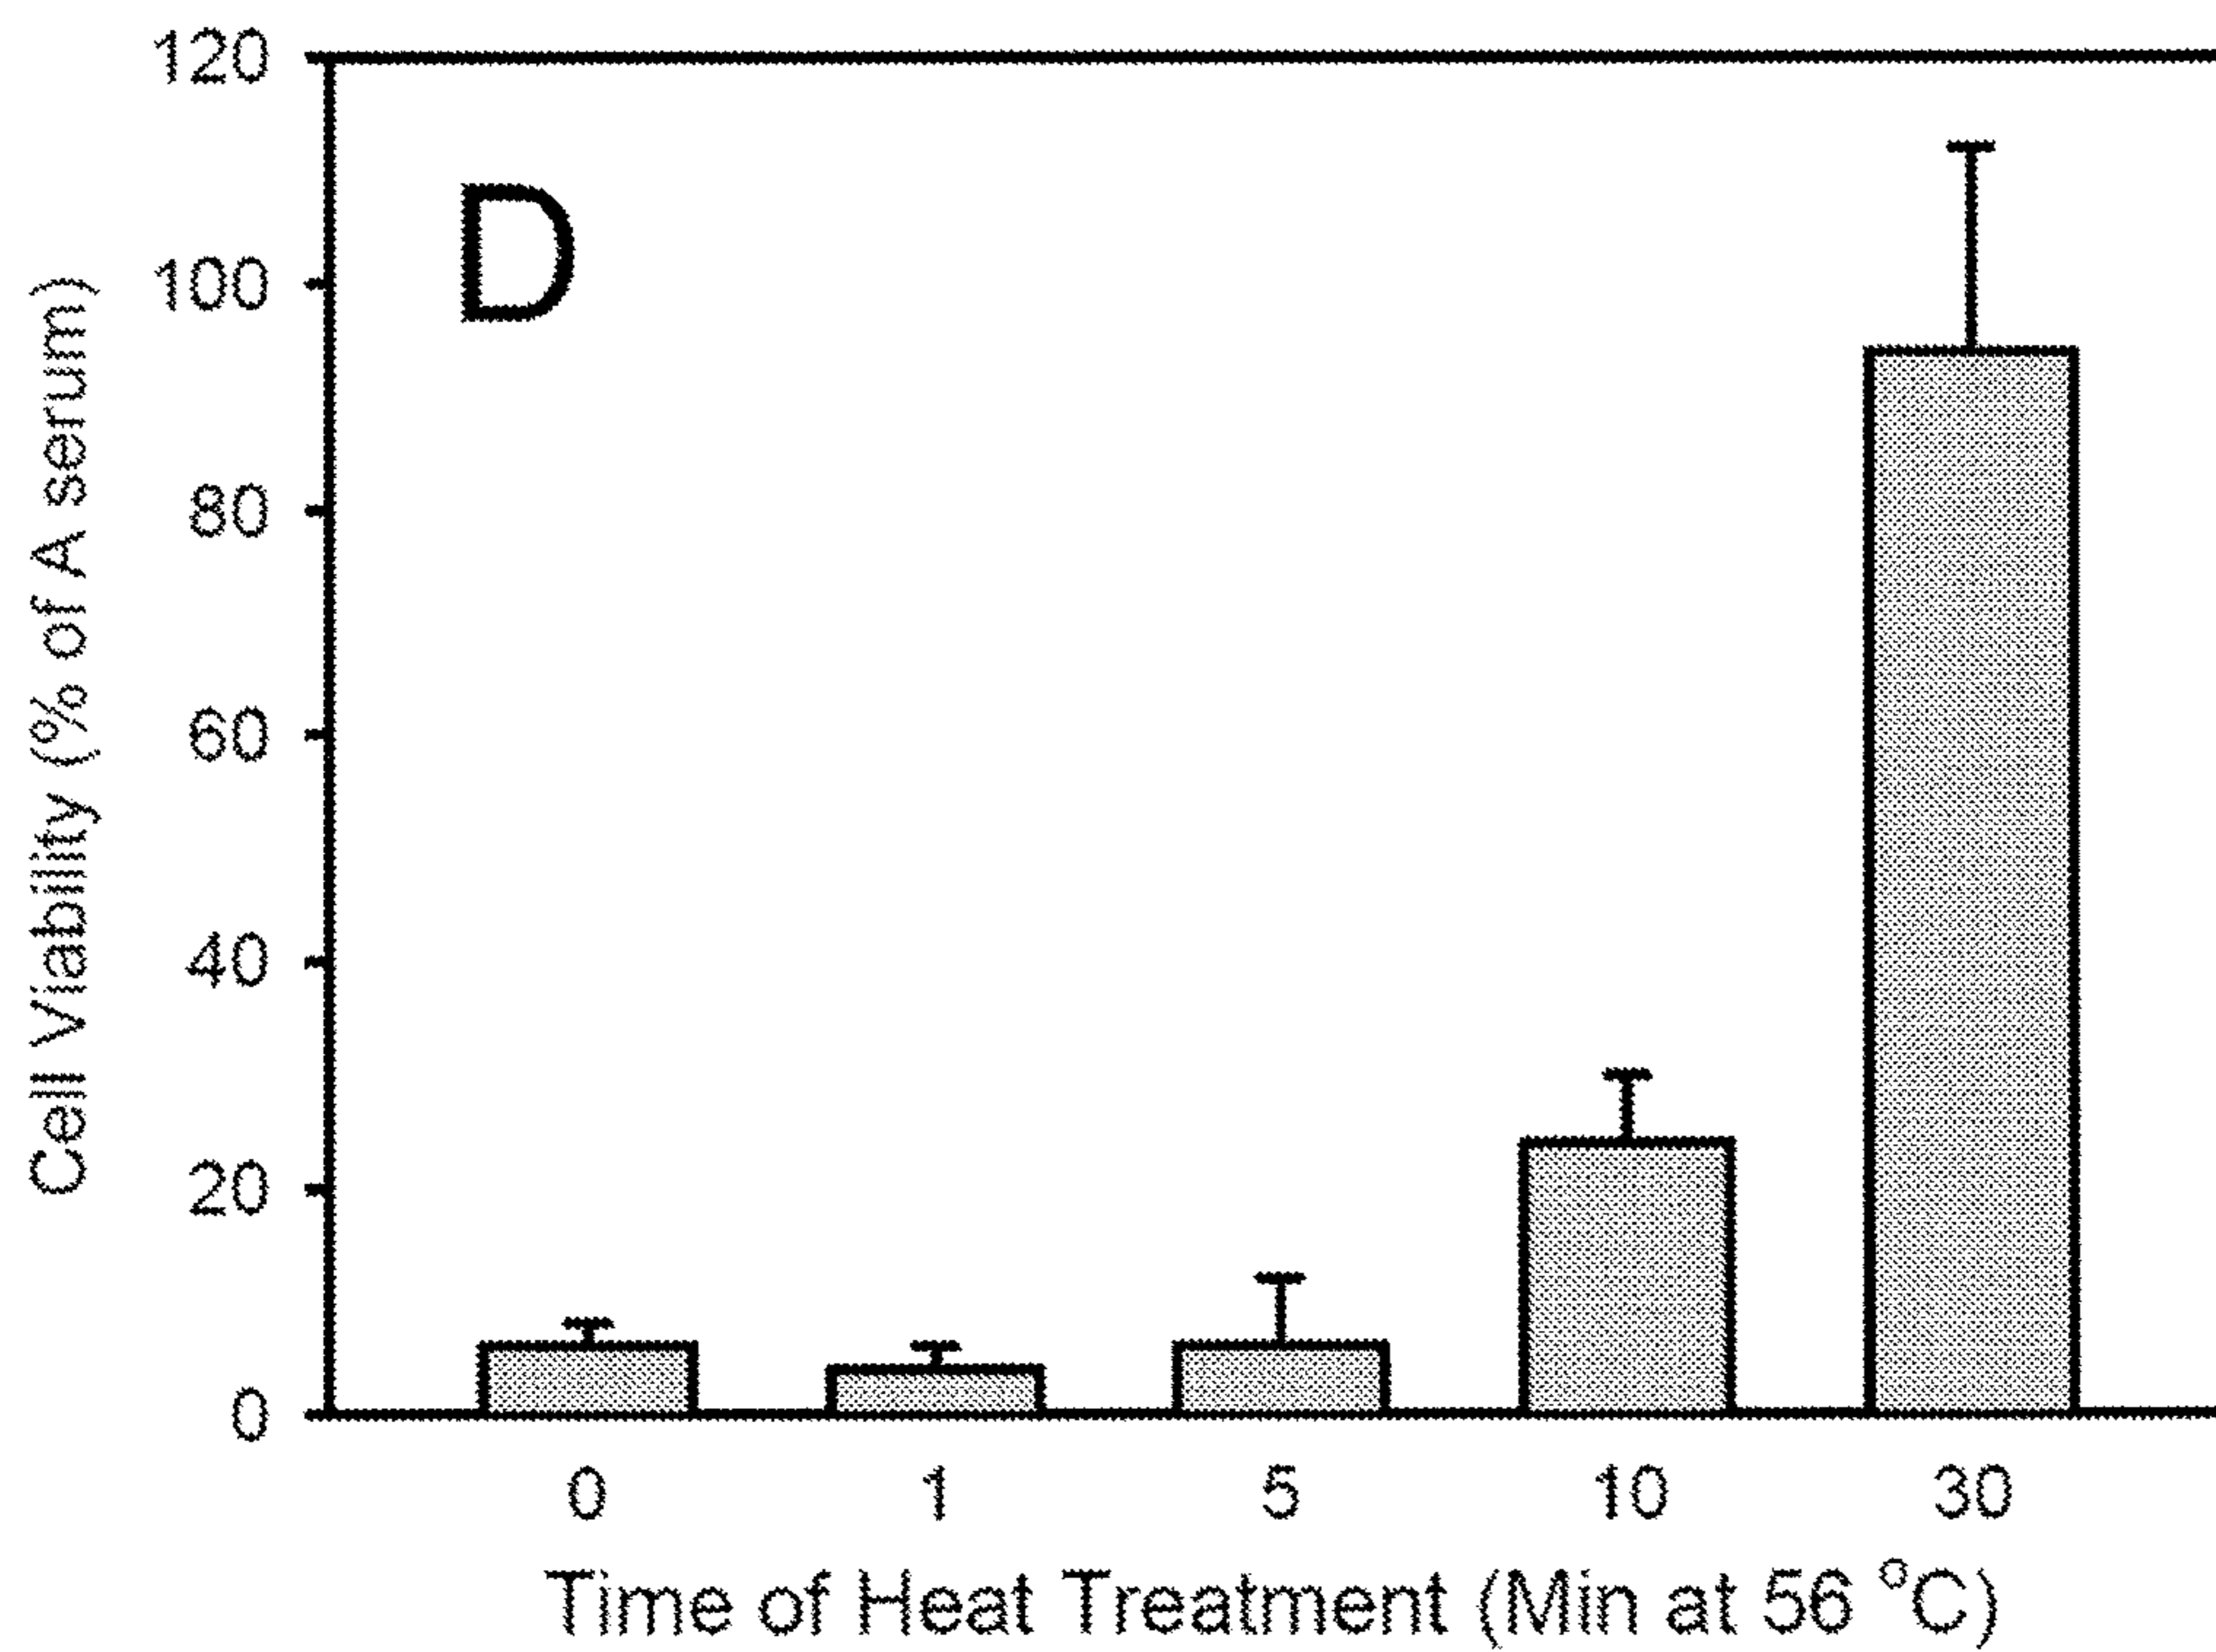 120
D
100
80
60
40
20
0
Cell Viability (% of A serum)
0 1 5 10 30
Time of Heat Treatment (Min at 56 °C)